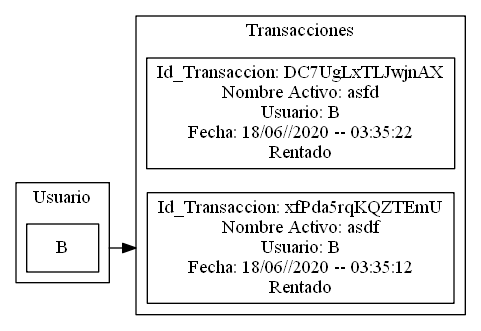 Transacciones
Id_Transaccion: DC7UgLxTLJwjnAX
Nombre Activo: asfd
Usuario: B
Fecha: 18/06//2020 -- 03:35:22
Rentado
Id_Transaccion: xfPda5rqKQZTEmU
Nombre Activo: asdf
Usuario: B
Fecha: 18/06//2020 -- 03:35:12
Rentado
Usuario
B